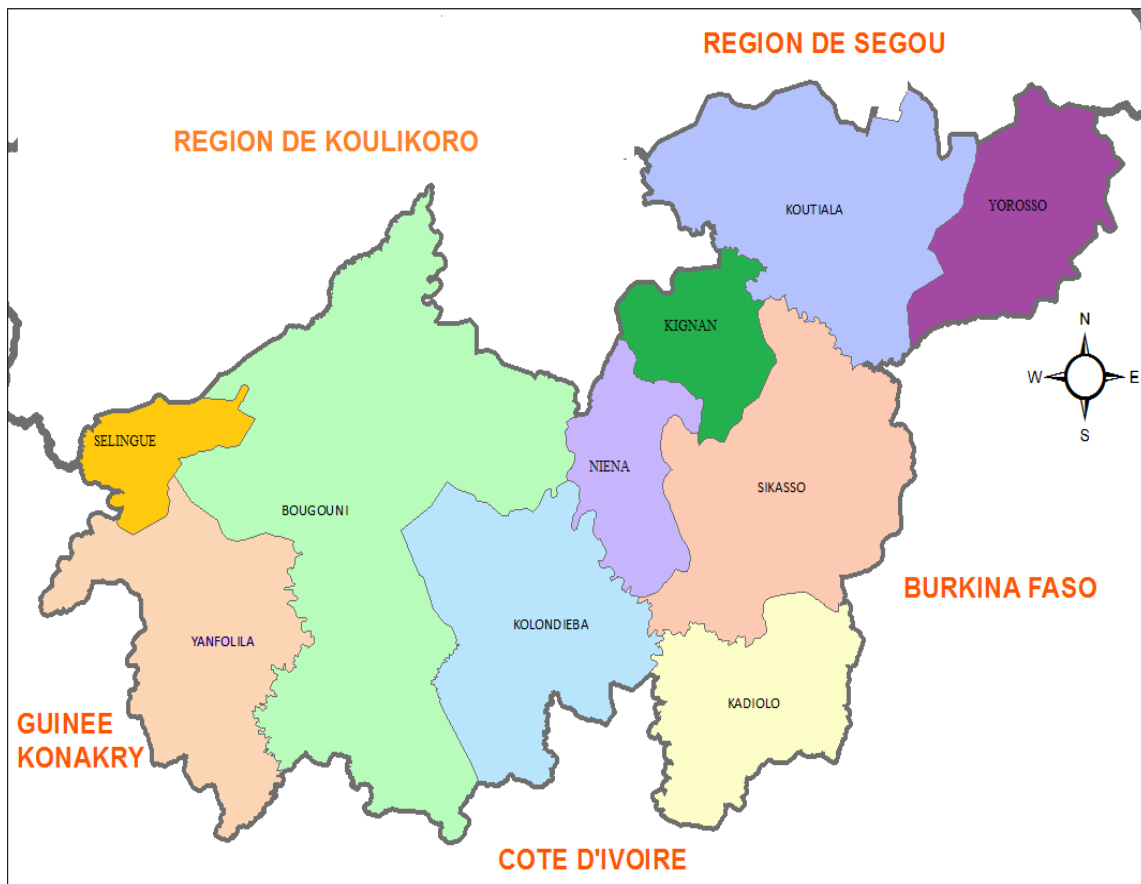 REGION DE SEGOU
REGION DE KOULIKORO
KOUTIALA
YOROSSO
KIGNAN
N
W
E
S
SELINGUE
NIENA
SIKASSO
BOUGOUNI
BURKINA FASO
KOLONDIEBA
YANFOLILA
KADIOLO
GUINEE
KONAKRY
COTE D'IVOIRE